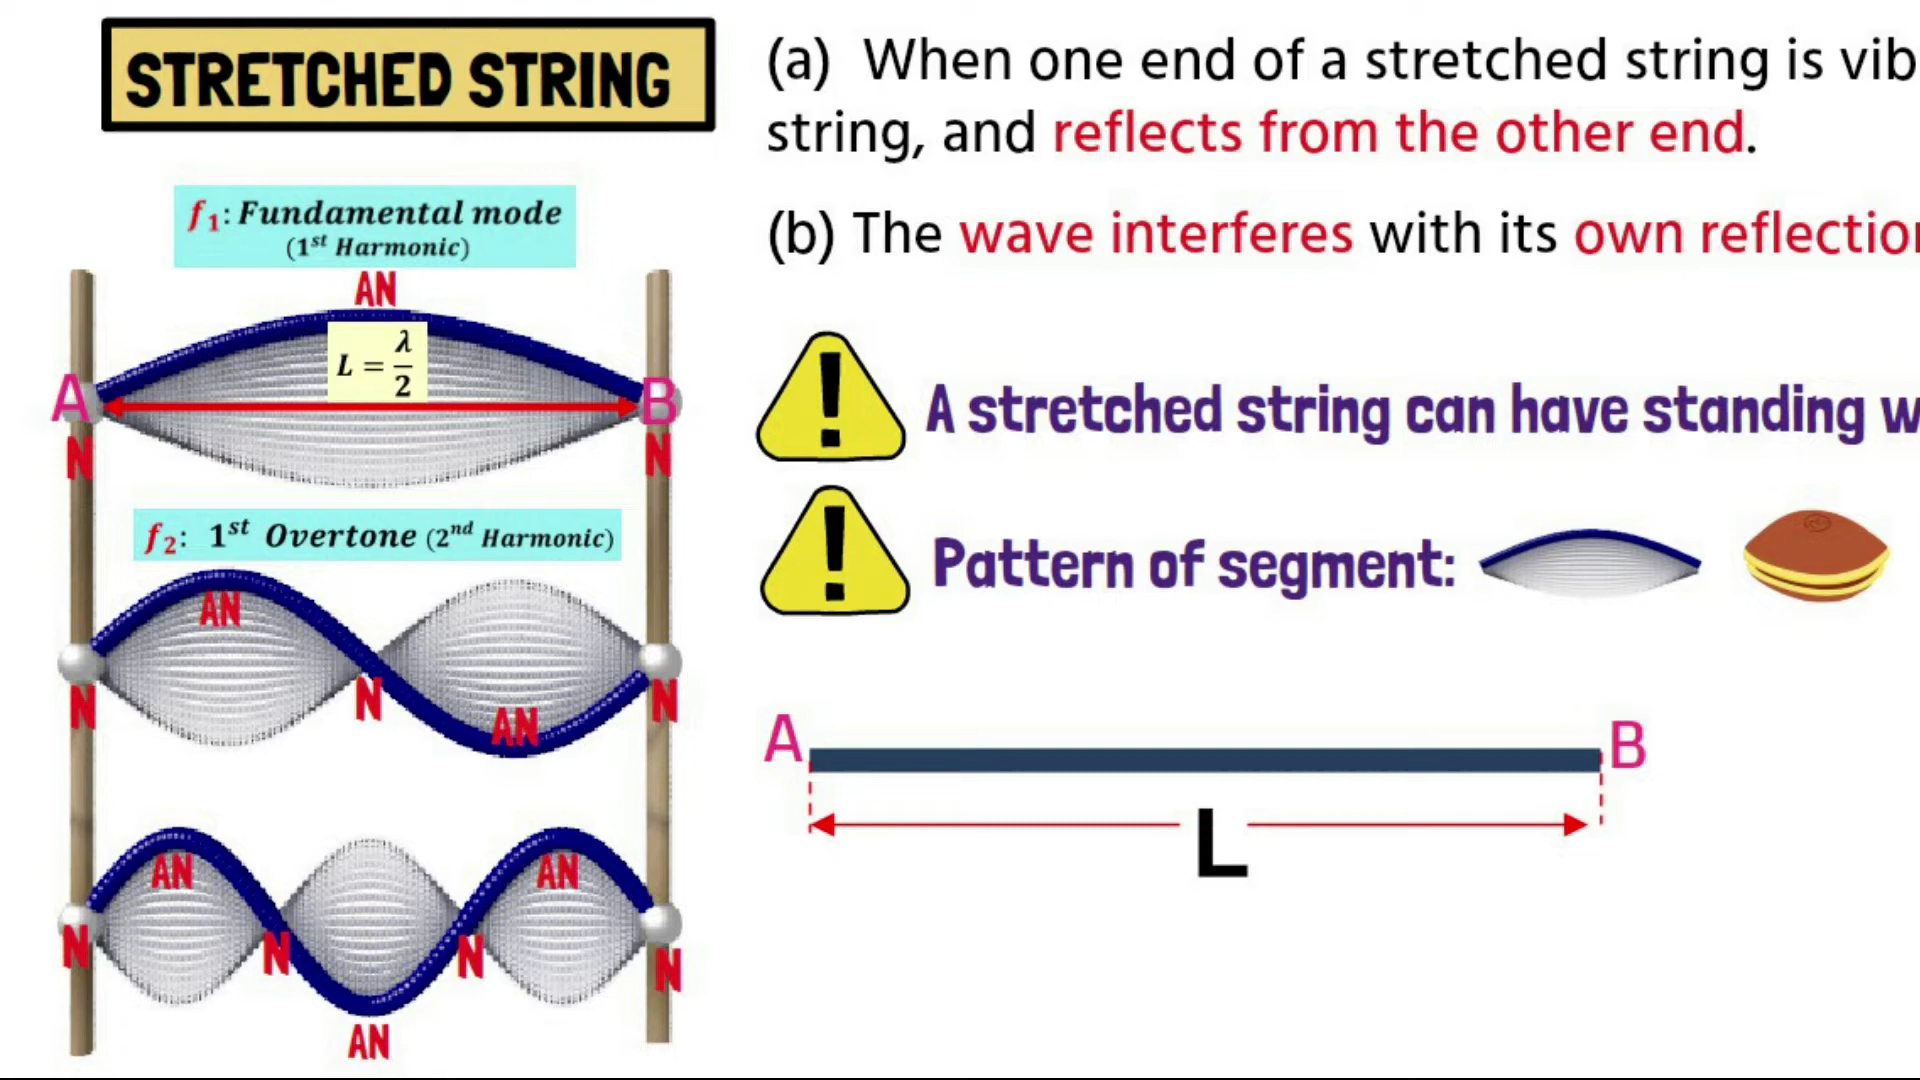 STRETCHED STRING
(a) When one end of a stretched string is vib
string, and reflects from the other end.
(b) The wave interferes with its own reflection
f₁: Fundamental mode
(1ˢᵗ Harmonic)
AN
L = λ/2
A
B
N
N
A stretched string can have standing w
f₂: 1ˢᵗ Overtone (2ⁿᵈ Harmonic)
Pattern of segment:
AN
N
N
AN
N
A
B
L
AN
AN
N
N
N
N
AN